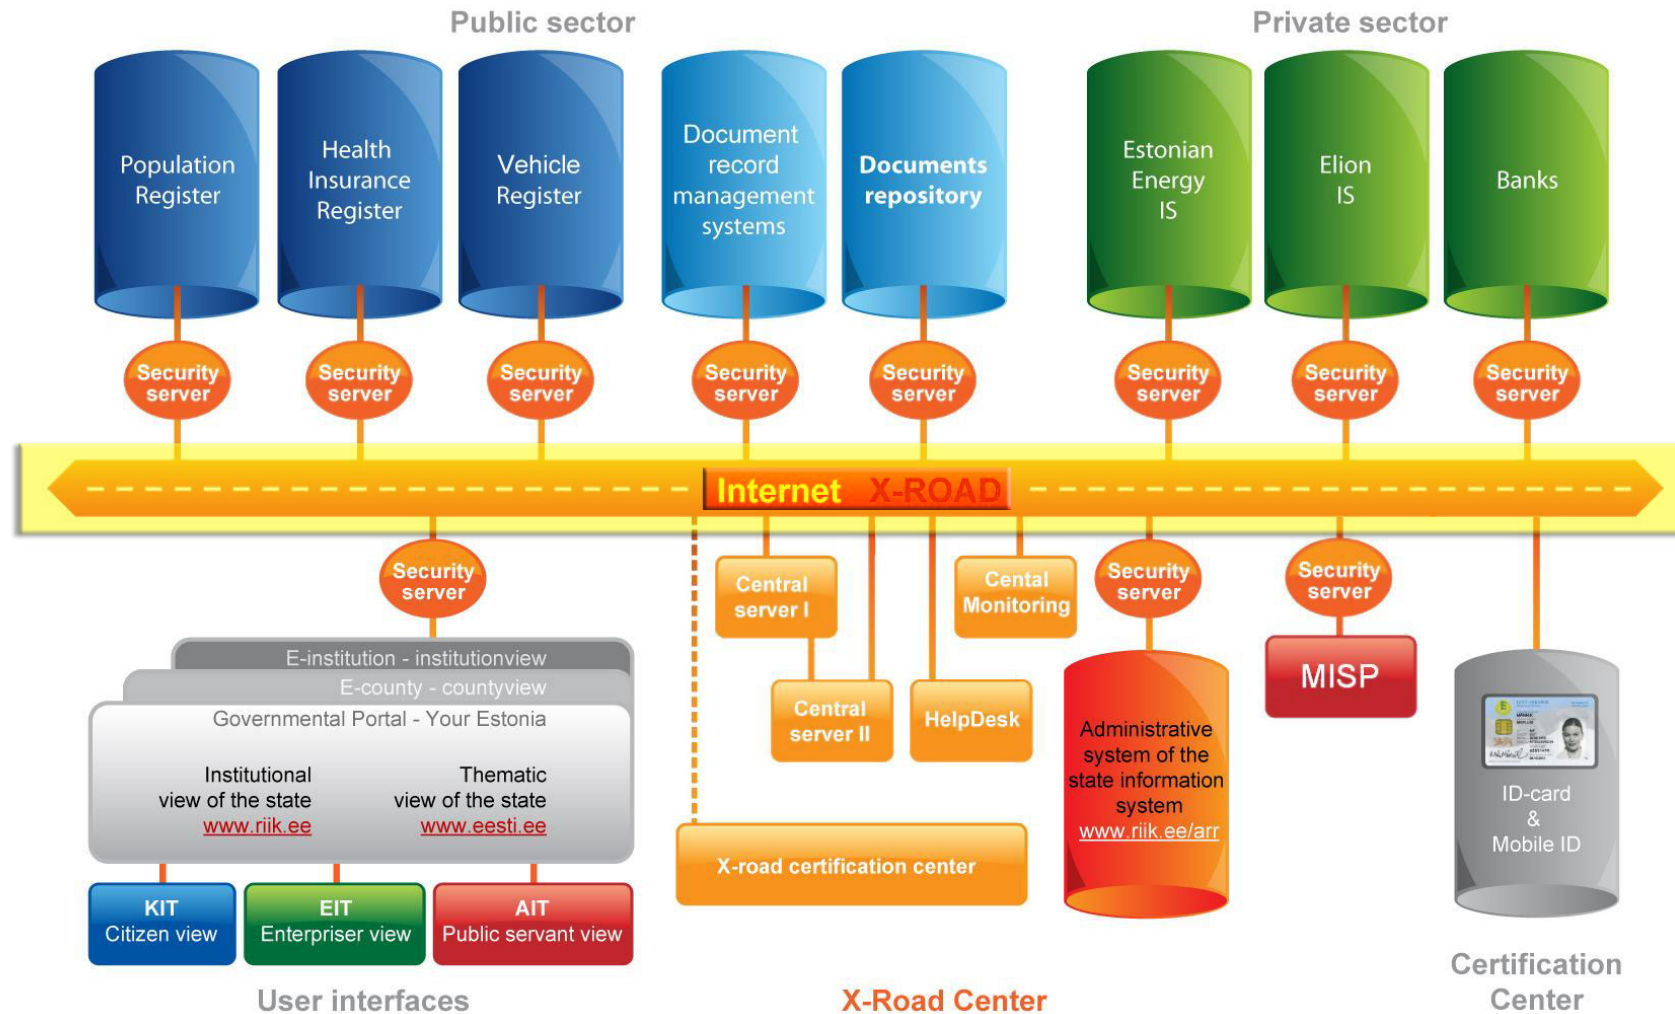 Public sector
Private sector
Population
Register
Health
Insurance
Register
Vehicle
Register
Document
record
management
systems
Documents
repository
Estonian
Energy
IS
Elion
IS
Banks
Security
server
Security
server
Security
server
Security
server
Security
server
Security
server
Security
server
Security
server
Internet X-ROAD
Security
server
E-institution - institutionview
E-county - countyview
Governmental Portal - Your Estonia
Institutional
view of the state
www.riik.ee
Thematic
view of the state
www.eesti.ee
KIT
Citizen view
EIT
Enterpriser view
AIT
Public servant view
User interfaces
Central
server I
Central
server II
HelpDesk
Cental
Monitoring
X-road certification center
Security
server
Administrative
system of the
state information
system
www.riik.ee/arr
X-Road Center
Security
server
MISP
ID-card
&
Mobile ID
Certification
Center